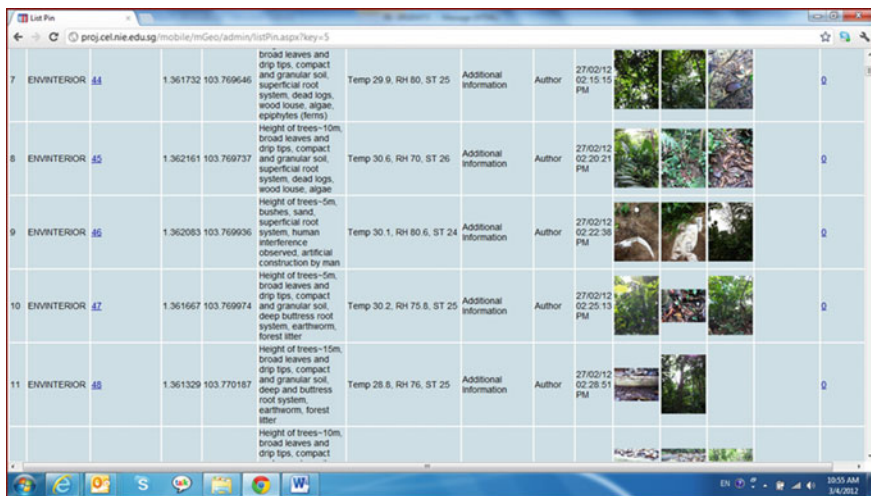 List Pin
proj.cel.nie.edu.sg/mobile/mGeo/admin/listPin.aspx?key=5
7 ENVINTERIOR 44 1.361732 103.769646
broad leaves and
drip tips, compact
and granular soil,
superficial root
system, dead logs,
wood louse, algae,
epiphytes (ferns)
Temp 29.9, RH 80, ST 25
Additional
Information
Author
27/02/12
02:15:15
PM
0
8 ENVINTERIOR 45 1.362161 103.769737
Height of trees~10m,
broad leaves and
drip tips, compact
and granular soil,
superficial root
system, dead logs,
wood louse, algae
Temp 30.6, RH 70, ST 26
Additional
Information
Author
27/02/12
02:20:21
PM
0
9 ENVINTERIOR 46 1.362083 103.769936
Height of trees~5m,
bushes, sand,
superficial root
system, human
interference
observed, artificial
construction by man
Temp 30.1, RH 80.6, ST 24
Additional
Information
Author
27/02/12
02:22:38
PM
0
10 ENVINTERIOR 47 1.361667 103.769974
Height of trees~5m,
broad leaves and
drip tips, compact
and granular soil,
deep buttress root
system, earthworm,
forest litter
Temp 30.2, RH 75.8, ST 25
Additional
Information
Author
27/02/12
02:25:13
PM
0
11 ENVINTERIOR 48 1.361329 103.770187
Height of trees~15m,
broad leaves and
drip tips, compact
and granular soil,
deep and buttress
root system,
earthworm, forest
litter
Temp 28.8, RH 76, ST 25
Additional
Information
Author
27/02/12
02:28:51
PM
0
Height of trees~10m,
broad leaves and
drip tips, compact
EN
10:55 AM
3/4/2012